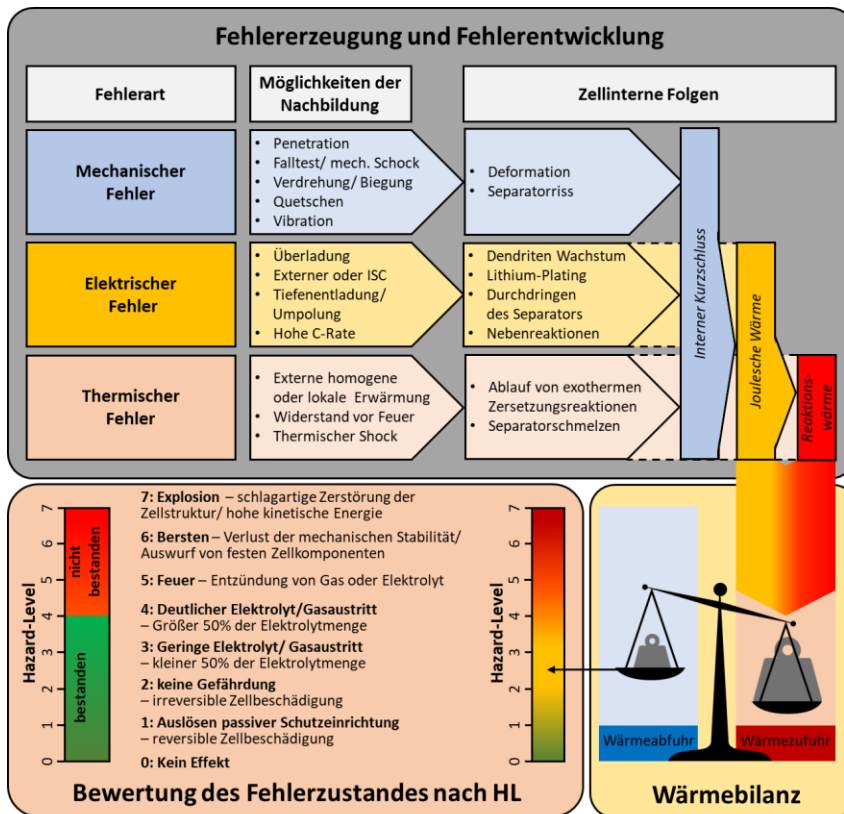 Fehlererzeugung und Fehlerentwicklung
Fehlerart
Möglichkeiten der
Nachbildung
Zellinterne Folgen
Mechanischer
Fehler
• Penetration
• Falltest/ mech. Schock
• Verdrehung/ Biegung
• Quetschen
• Vibration
• Deformation
• Separatorriss
Elektrischer
Fehler
• Überladung
• Externer oder ISC
• Tiefenentladung/
Umpolung
• Hohe C-Rate
• Dendriten Wachstum
• Lithium-Plating
• Durchdringen
des Separators
• Nebenreaktionen
Thermischer
Fehler
• Externe homogene
oder lokale Erwärmung
• Widerstand vor Feuer
• Thermischer Shock
• Ablauf von exothermen
Zersetzungsreaktionen
• Separatorschmelzen
Interner Kurzschluss
Joulesche Wärme
Reaktions-
wärme
Hazard-Level
0
1
2
3
4
5
6
7
nicht
bestanden
bestanden
7: Explosion – schlagartige Zerstörung der
Zellstruktur/ hohe kinetische Energie
6: Bersten – Verlust der mechanischen Stabilität/
Auswurf von festen Zellkomponenten
5: Feuer – Entzündung von Gas oder Elektrolyt
4: Deutlicher Elektrolyt/Gasaustritt
– Größer 50% der Elektrolytmenge
3: Geringe Elektrolyt/ Gasaustritt
– kleiner 50% der Elektrolytmenge
2: keine Gefährdung
– irreversible Zellbeschädigung
1: Auslösen passiver Schutzeinrichtung
– reversible Zellbeschädigung
0: Kein Effekt
Hazard-Level
0
1
2
3
4
5
6
7
Bewertung des Fehlerzustandes nach HL
Wärmeabfuhr
Wärmezufuhr
Wärmebilanz